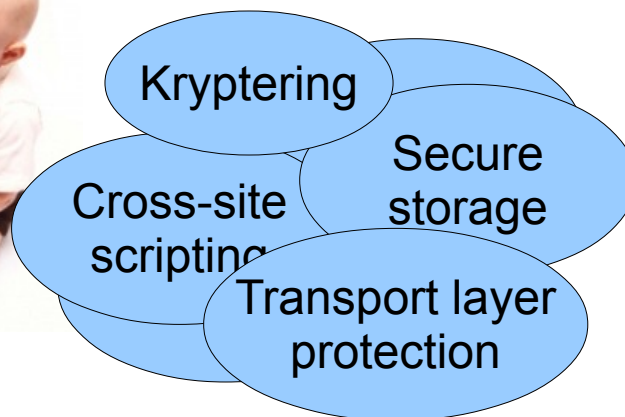 Kryptering
Secure
storage
Cross-site
scripting
Transport layer
protection